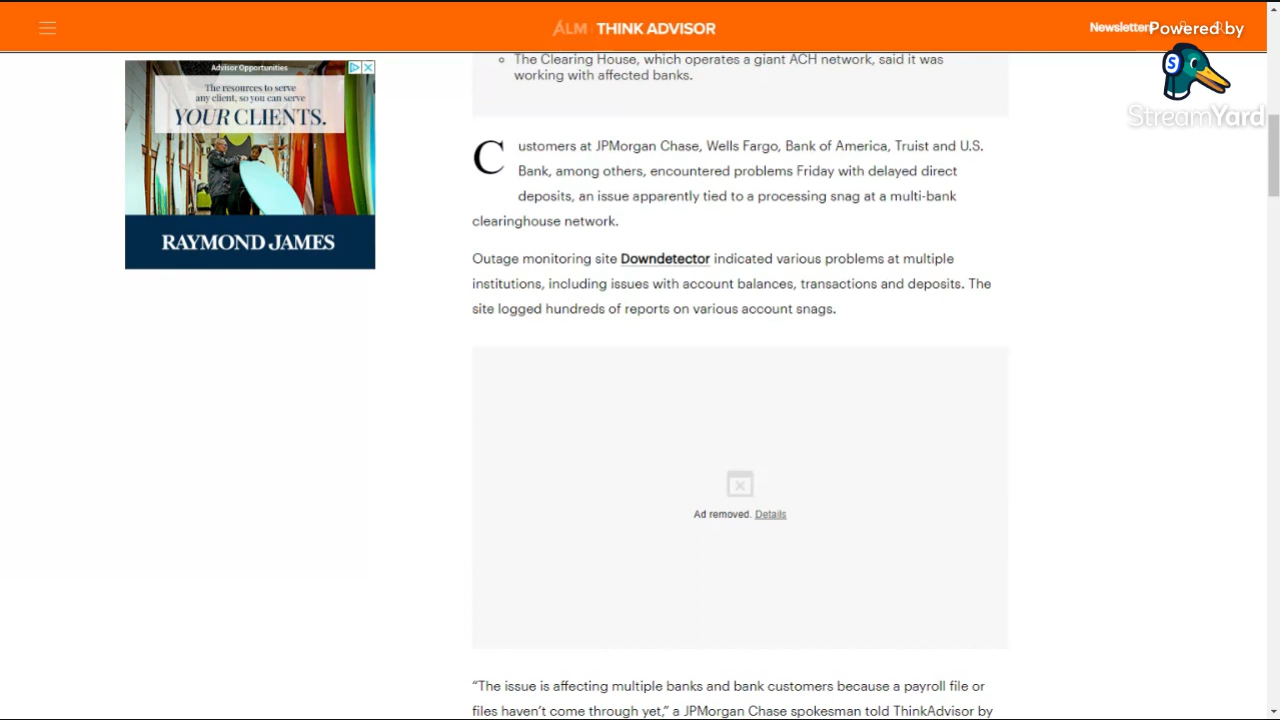 ALM | THINK ADVISOR
Newsletters
Powered by
StreamYard
Advisor Opportunities
The resources to serve
any client, so you can serve
YOUR CLIENTS.
RAYMOND JAMES
The Clearing House, which operates a giant ACH network, said it was
working with affected banks.
Customers at JPMorgan Chase, Wells Fargo, Bank of America, Truist and U.S.
Bank, among others, encountered problems Friday with delayed direct
deposits, an issue apparently tied to a processing snag at a multi-bank
clearinghouse network.
Outage monitoring site Downdetector indicated various problems at multiple
institutions, including issues with account balances, transactions and deposits. The
site logged hundreds of reports on various account snags.
Ad removed. Details
“The issue is affecting multiple banks and bank customers because a payroll file or
files haven’t come through yet,” a JPMorgan Chase spokesman told ThinkAdvisor by